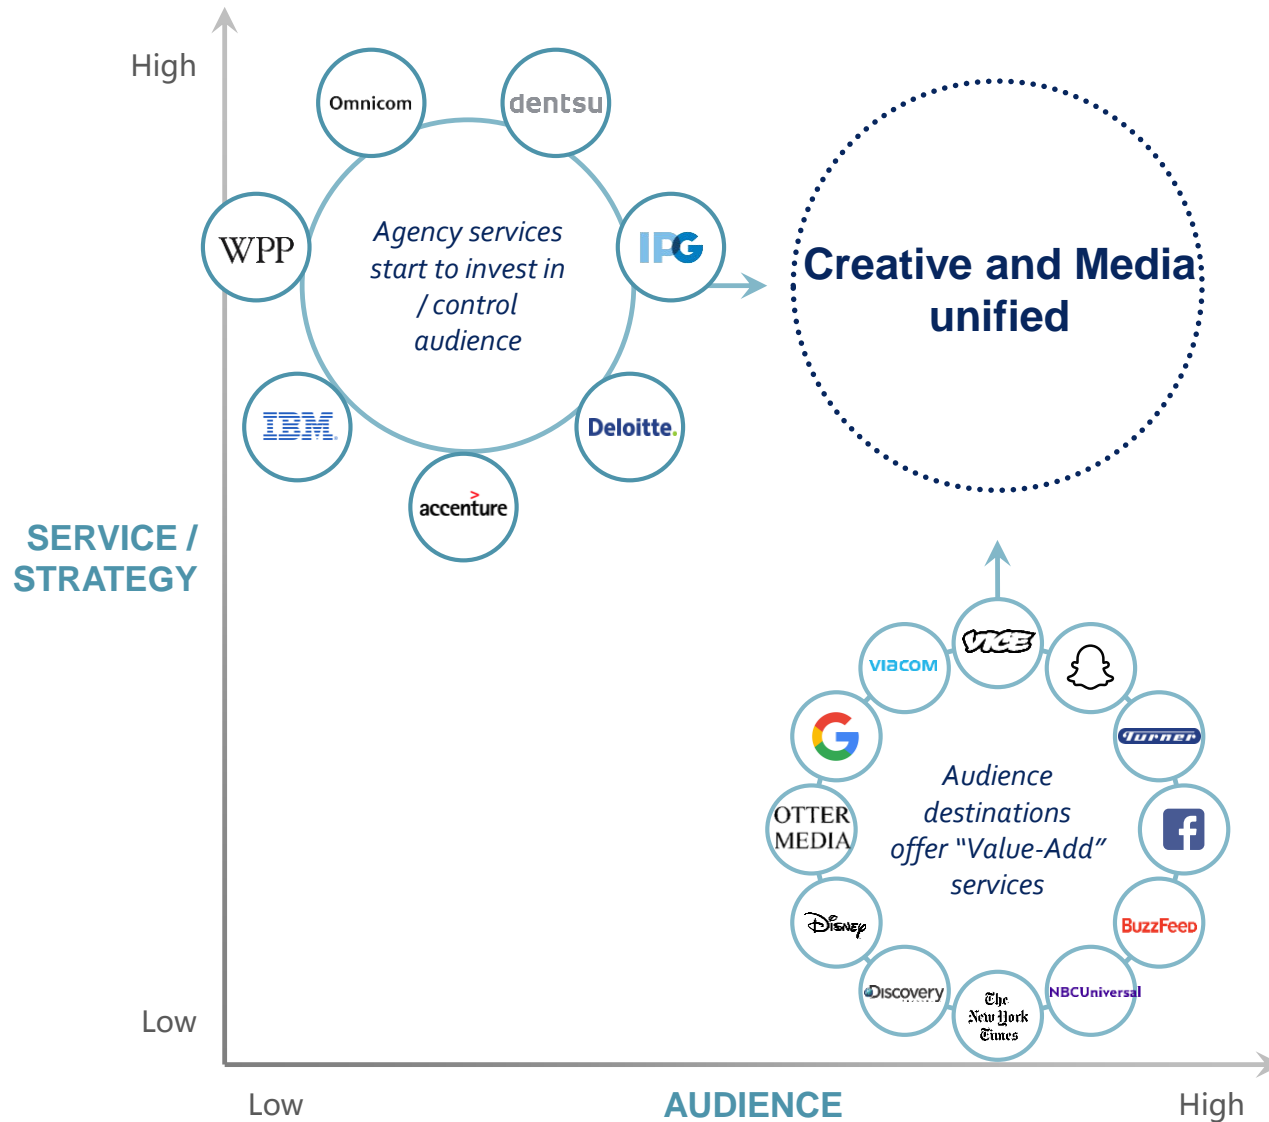 High
Omnicom
dentsu
WPP
IPG
Agency services
start to invest in
/ control
audience
IBM
Deloitte.
accenture
Creative and Media
unified
SERVICE /
STRATEGY
VICE
VIACOM
Turner
G
OTTER
MEDIA
f
Audience
destinations
offer “Value-Add”
services
Disney
BuzzFeed
Discovery
NBCUniversal
The
New York
Times
Low
Low
AUDIENCE
High